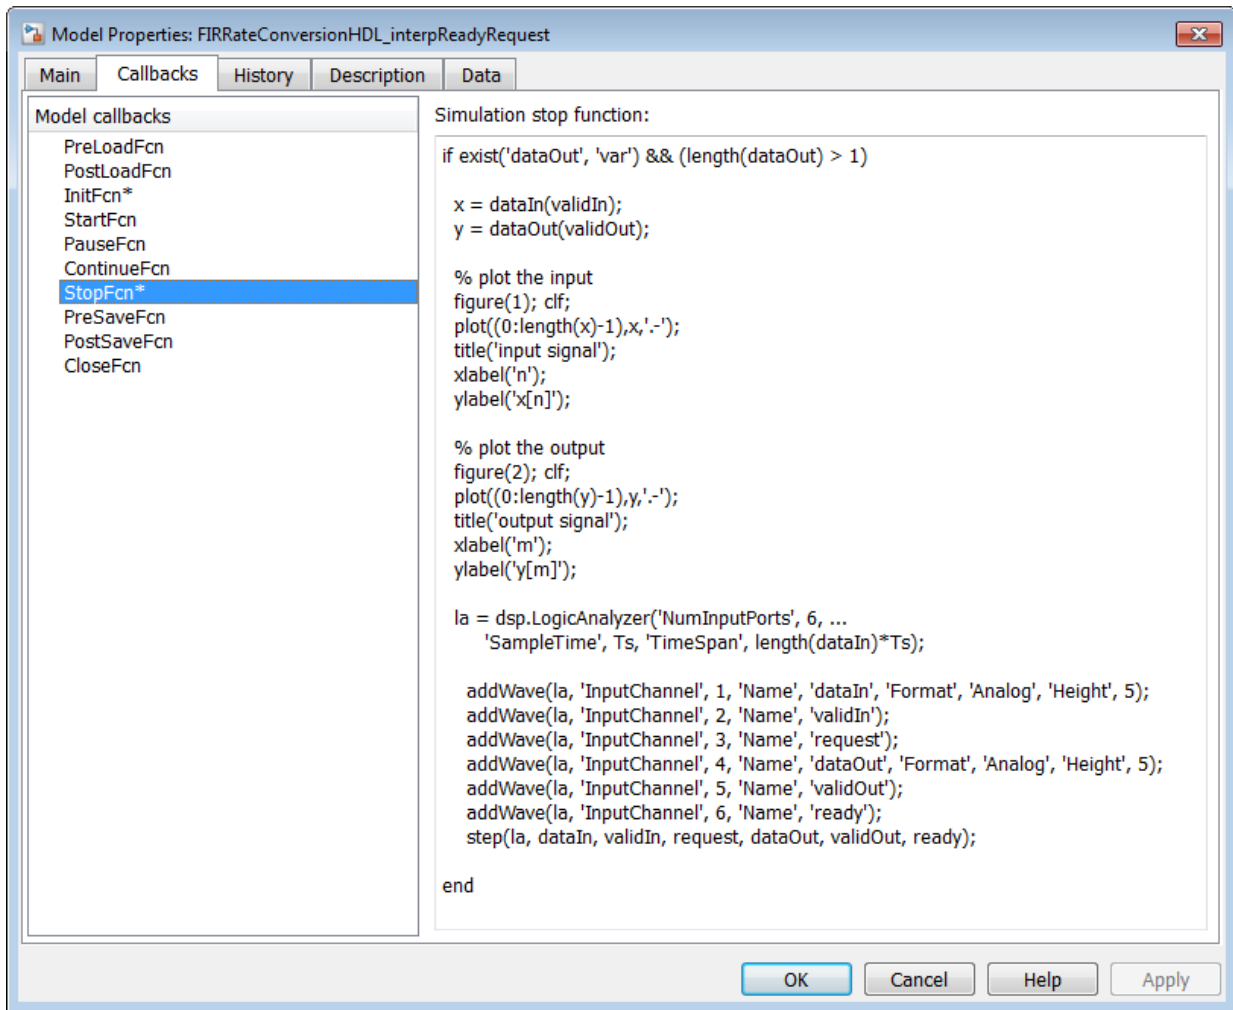 Model Properties: FIRRateConversionHDL_interpReadyRequest
Main Callbacks History Description Data
Model callbacks
PreLoadFcn
PostLoadFcn
InitFcn*
StartFcn
PauseFcn
ContinueFcn
StopFcn*
PreSaveFcn
PostSaveFcn
CloseFcn
Simulation stop function:
if exist('dataOut', 'var') && (length(dataOut) > 1)
x = dataIn(validIn);
y = dataOut(validOut);
% plot the input
figure(1); clf;
plot((0:length(x)-1),x,'.-');
title('input signal');
xlabel('n');
ylabel('x[n]');
% plot the output
figure(2); clf;
plot((0:length(y)-1),y,'.-');
title('output signal');
xlabel('m');
ylabel('y[m]');
la = dsp.LogicAnalyzer('NumInputPorts', 6, ...
'SampleTime', Ts, 'TimeSpan', length(dataIn)*Ts);
addWave(la, 'InputChannel', 1, 'Name', 'dataIn', 'Format', 'Analog', 'Height', 5);
addWave(la, 'InputChannel', 2, 'Name', 'validIn');
addWave(la, 'InputChannel', 3, 'Name', 'request');
addWave(la, 'InputChannel', 4, 'Name', 'dataOut', 'Format', 'Analog', 'Height', 5);
addWave(la, 'InputChannel', 5, 'Name', 'validOut');
addWave(la, 'InputChannel', 6, 'Name', 'ready');
step(la, dataIn, validIn, request, dataOut, validOut, ready);
end
OK Cancel Help Apply